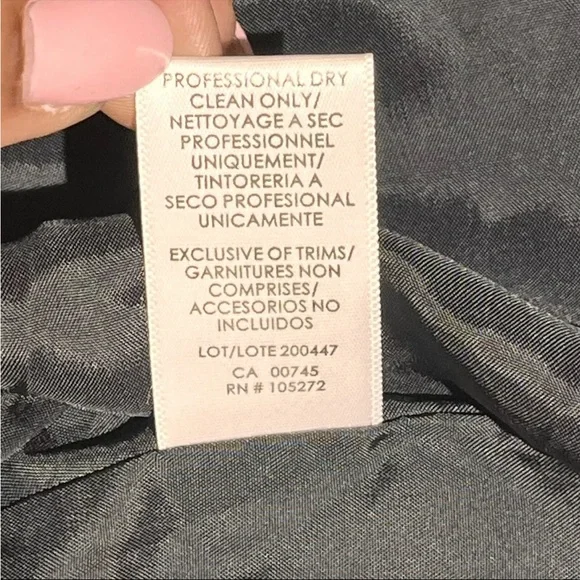 PROFESSIONAL DRY
CLEAN ONLY/
NETTOYAGE A SEC
PROFESSIONNEL
UNIQUEMENT/
TINTORERIA A
SECO PROFESIONAL
UNICAMENTE
EXCLUSIVE OF TRIMS/
GARNITURES NON
COMPRISES/
ACCESORIOS NO
INCLUIDOS
LOT/LOTE 200447
CA 00745
RN # 105272